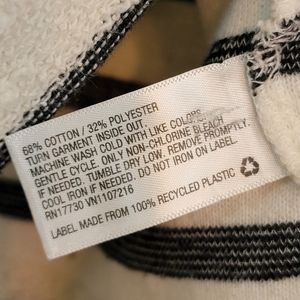 68% COTTON / 32% POLYESTER
TURN GARMENT INSIDE OUT.
MACHINE WASH COLD WITH LIKE COLORS.
GENTLE CYCLE. ONLY NON-CHLORINE BLEACH
IF NEEDED. TUMBLE DRY LOW. REMOVE PROMPTLY.
COOL IRON IF NEEDED. DO NOT IRON ON LABEL.
RN17730 VN1107216
LABEL MADE FROM 100% RECYCLED PLASTIC